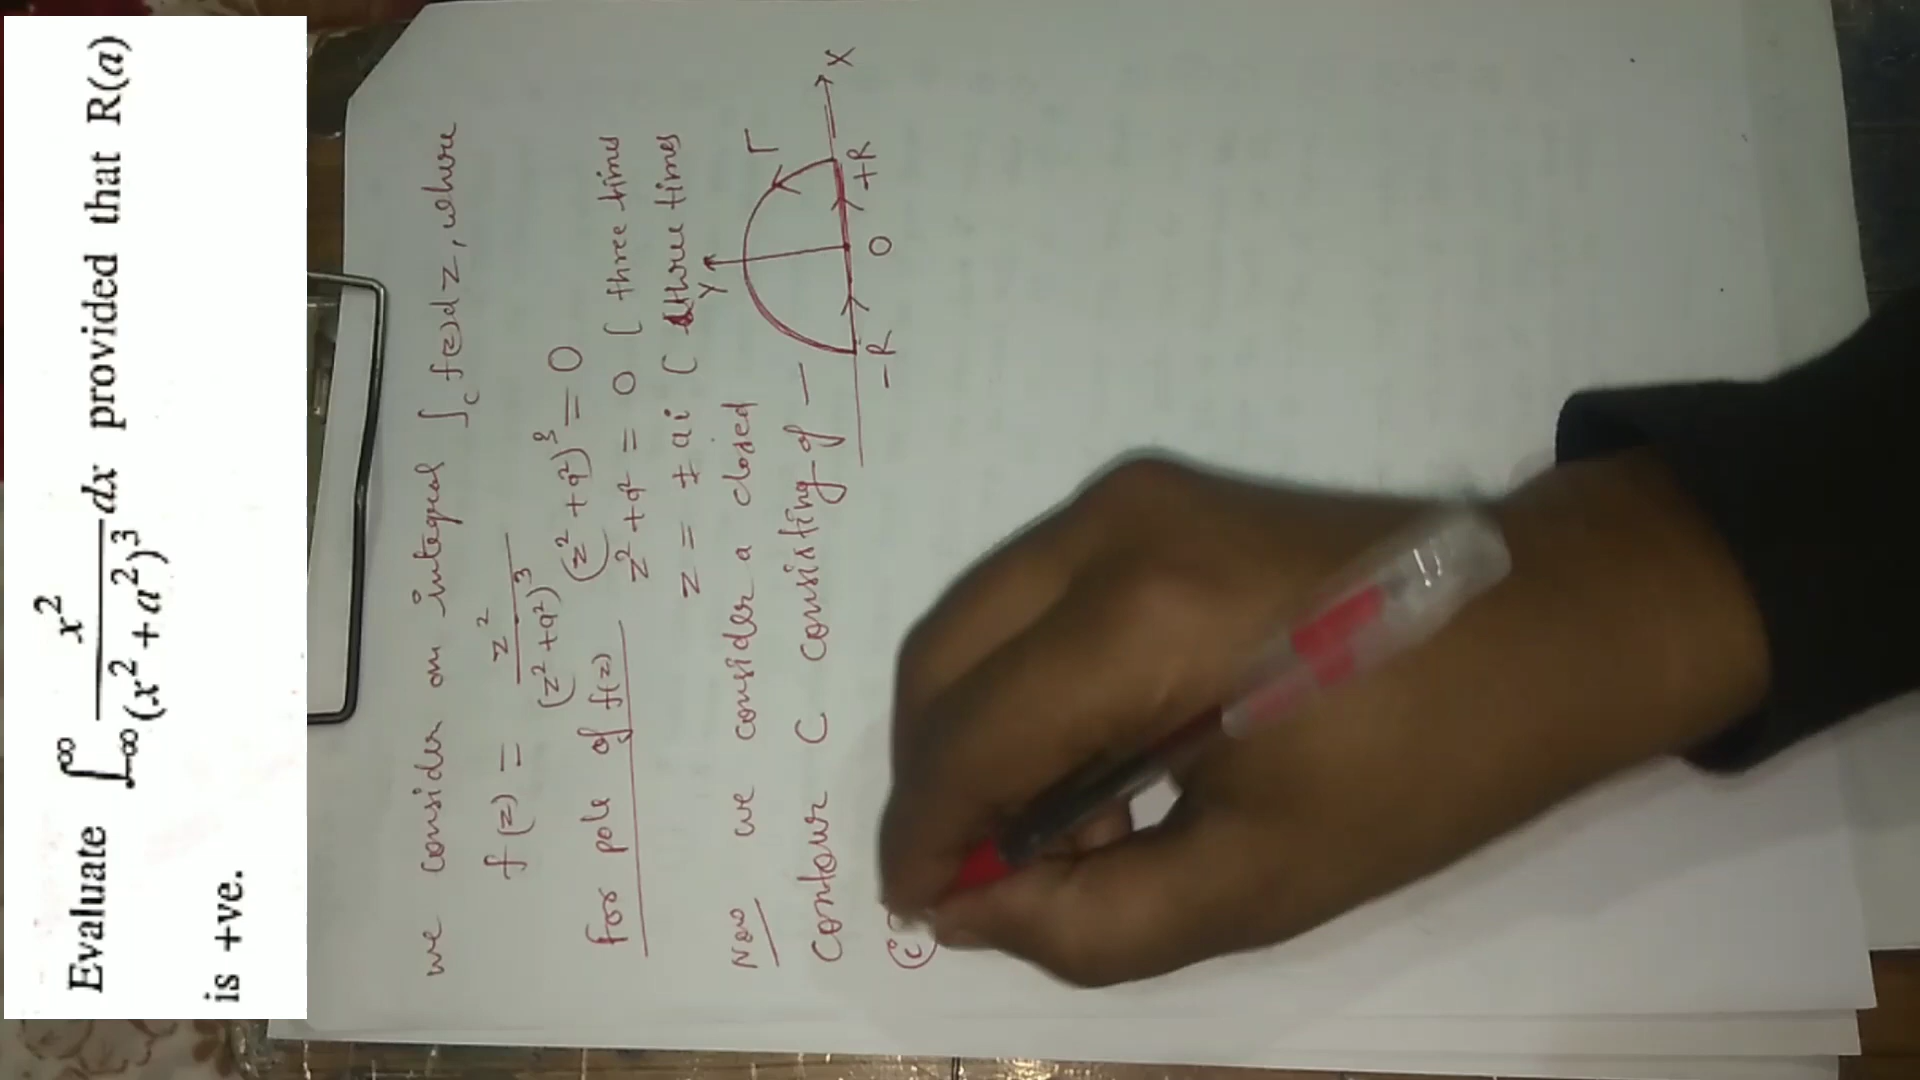 Evaluate ∫_{-∞}^{∞} x²/(x² + a²)³ dx provided that R(a)
is +ve.
we consider an integral ∫_c f(z)dz, where
f(z) = z²/(z²+a²)³
for pole of f(z) (z²+a²)³ = 0
z²+a² = 0 ( three times
z = ± ai ( three times
Now we consider a closed
Contour C consisting of –
(i
Y
Γ
X
-R O +R